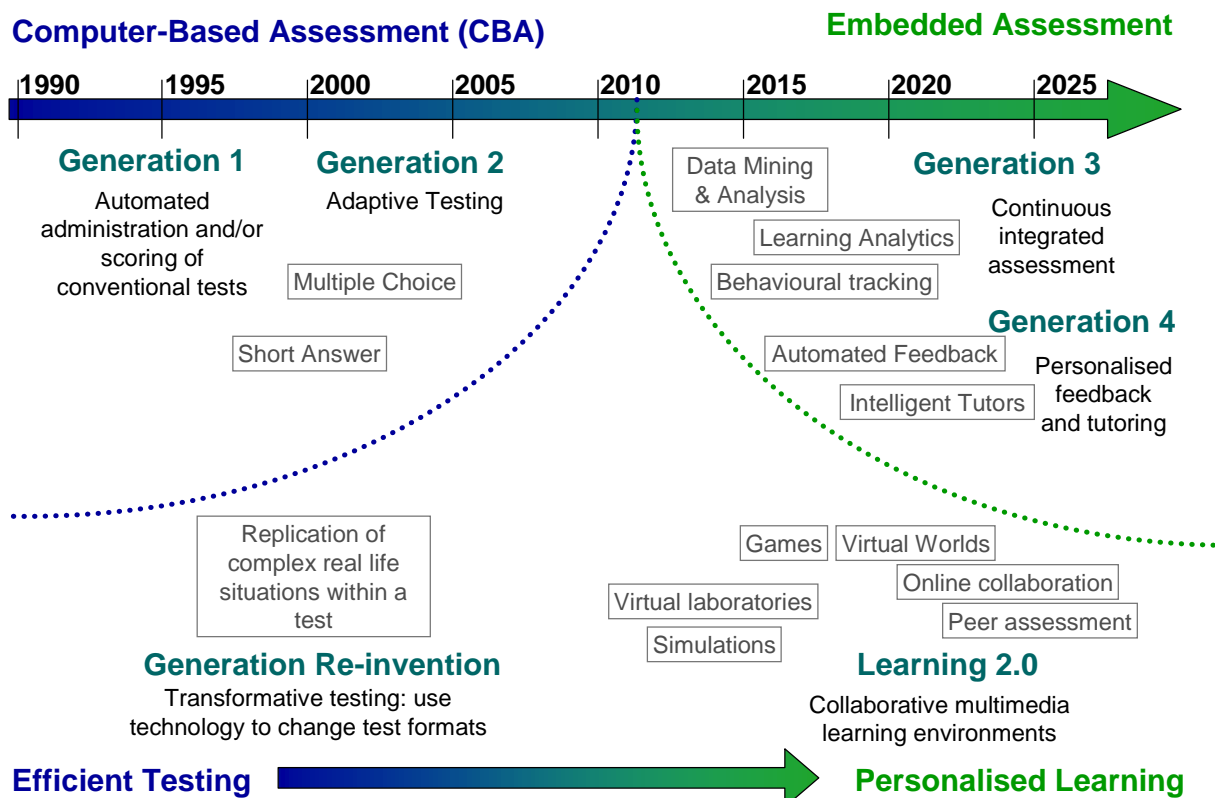 Computer-Based Assessment (CBA)
Embedded Assessment
1990 1995 2000 2005 2010 2015 2020 2025
Generation 1
Automated
administration and/or
scoring of
conventional tests
Generation 2
Adaptive Testing
Multiple Choice
Short Answer
Data Mining
& Analysis
Learning Analytics
Behavioural tracking
Generation 3
Continuous
integrated
assessment
Generation 4
Personalised
feedback
and tutoring
Automated Feedback
Intelligent Tutors
Replication of
complex real life
situations within a
test
Generation Re-invention
Transformative testing: use
technology to change test formats
Games
Virtual Worlds
Online collaboration
Virtual laboratories
Peer assessment
Simulations
Learning 2.0
Collaborative multimedia
learning environments
Efficient Testing
Personalised Learning